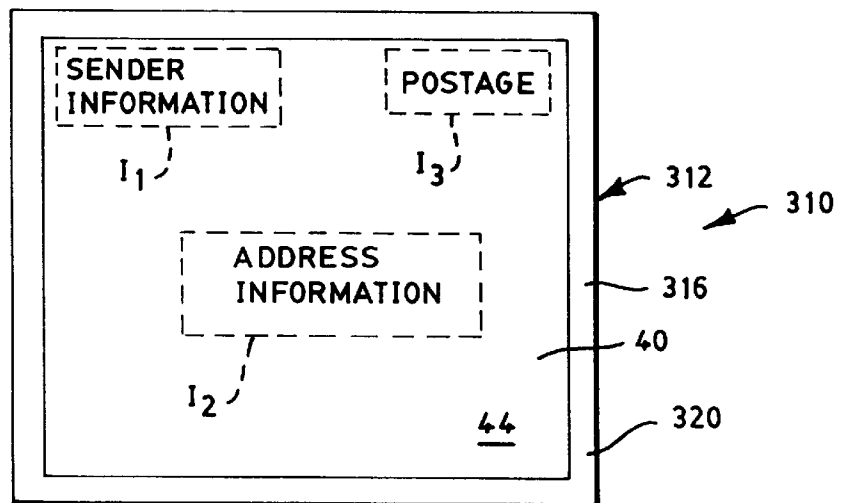 SENDER
INFORMATION
POSTAGE
I1
I3
312
310
ADDRESS
INFORMATION
316
40
I2
44
320